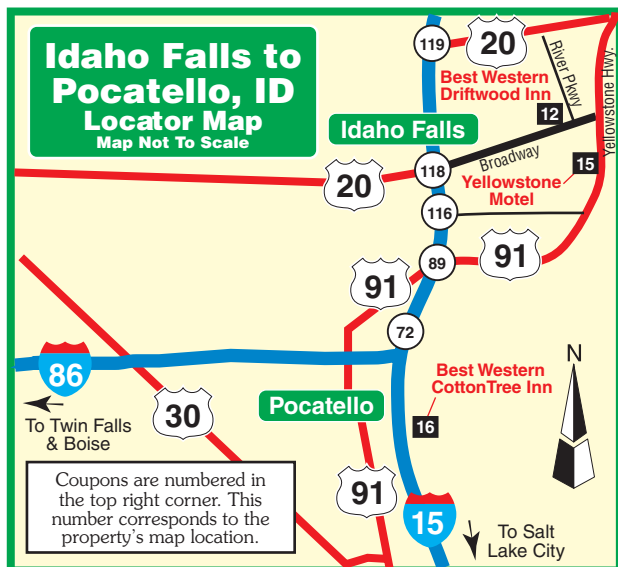 Idaho Falls to
Pocatello, ID
Locator Map
Map Not To Scale
119
20
River Pkwy
Yellowstone Hwy.
Best Western
Driftwood Inn
12
Idaho Falls
118
Broadway
15
20
Yellowstone
Motel
116
89
91
91
72
86
Best Western
CottonTree Inn
N
To Twin Falls
& Boise
30
Pocatello
16
Coupons are numbered in
the top right corner. This
number corresponds to the
property's map location.
91
15
To Salt
Lake City